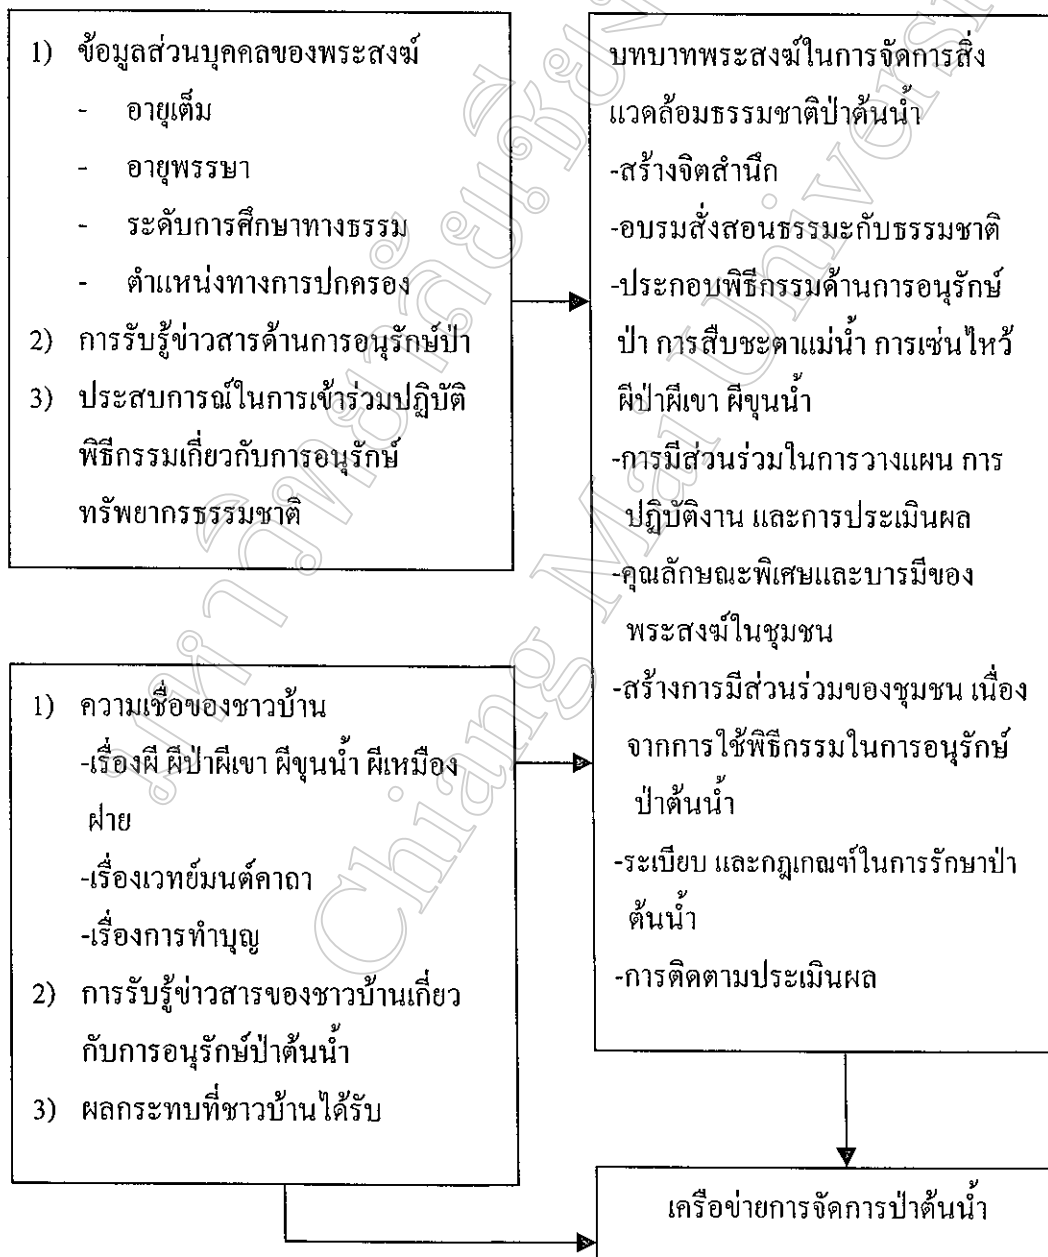 1) ข้อมูลส่วนบุคคลของพระสงฆ์
- อายุเต็ม
- อายุพรรษา
- ระดับการศึกษาทางธรรม
- ตำแหน่งทางการปกครอง
2) การรับรู้ข่าวสารด้านการอนุรักษ์ป่า
3) ประสบการณ์ในการเข้าร่วมปฏิบัติ
พิธีกรรมเกี่ยวกับการอนุรักษ์
ทรัพยากรธรรมชาติ
1) ความเชื่อของชาวบ้าน
-เรื่องผี ผีป่าผีเขา ผีขุนน้ำ ผีเหมือง
ฝาย
-เรื่องเวทย์มนต์คาถา
-เรื่องการทำบุญ
2) การรับรู้ข่าวสารของชาวบ้านเกี่ยว
กับการอนุรักษ์ป่าต้นน้ำ
3) ผลกระทบที่ชาวบ้านได้รับ
บทบาทพระสงฆ์ในการจัดการสิ่ง
แวดล้อมธรรมชาติป่าต้นน้ำ
-สร้างจิตสำนึก
-อบรมสั่งสอนธรรมะกับธรรมชาติ
-ประกอบพิธีกรรมด้านการอนุรักษ์
ป่า การสืบชะตาแม่น้ำ การเซ่นไหว้
ผีป่าผีเขา ผีขุนน้ำ
-การมีส่วนร่วมในการวางแผน การ
ปฏิบัติงาน และการประเมินผล
-คุณลักษณะพิเศษและบารมีของ
พระสงฆ์ในชุมชน
-สร้างการมีส่วนร่วมของชุมชน เนื่อง
จากการใช้พิธีกรรมในการอนุรักษ์
ป่าต้นน้ำ
-ระเบียบ และกฎเกณฑ์ในการรักษาป่า
ต้นน้ำ
-การติดตามประเมินผล
เครือข่ายการจัดการป่าต้นน้ำ
มหาวิทยาลัยเชียงใหม่
Chiang Mai University